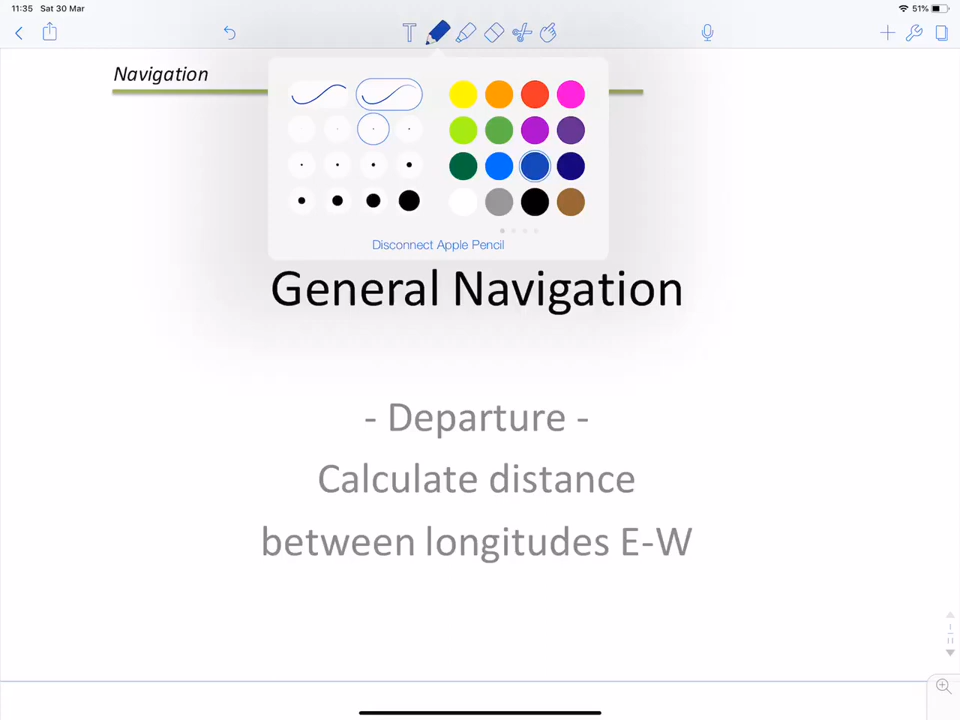 11:35 Sat 30 Mar 51%
T
Navigation
Disconnect Apple Pencil
General Navigation
- Departure -
Calculate distance
between longitudes E-W